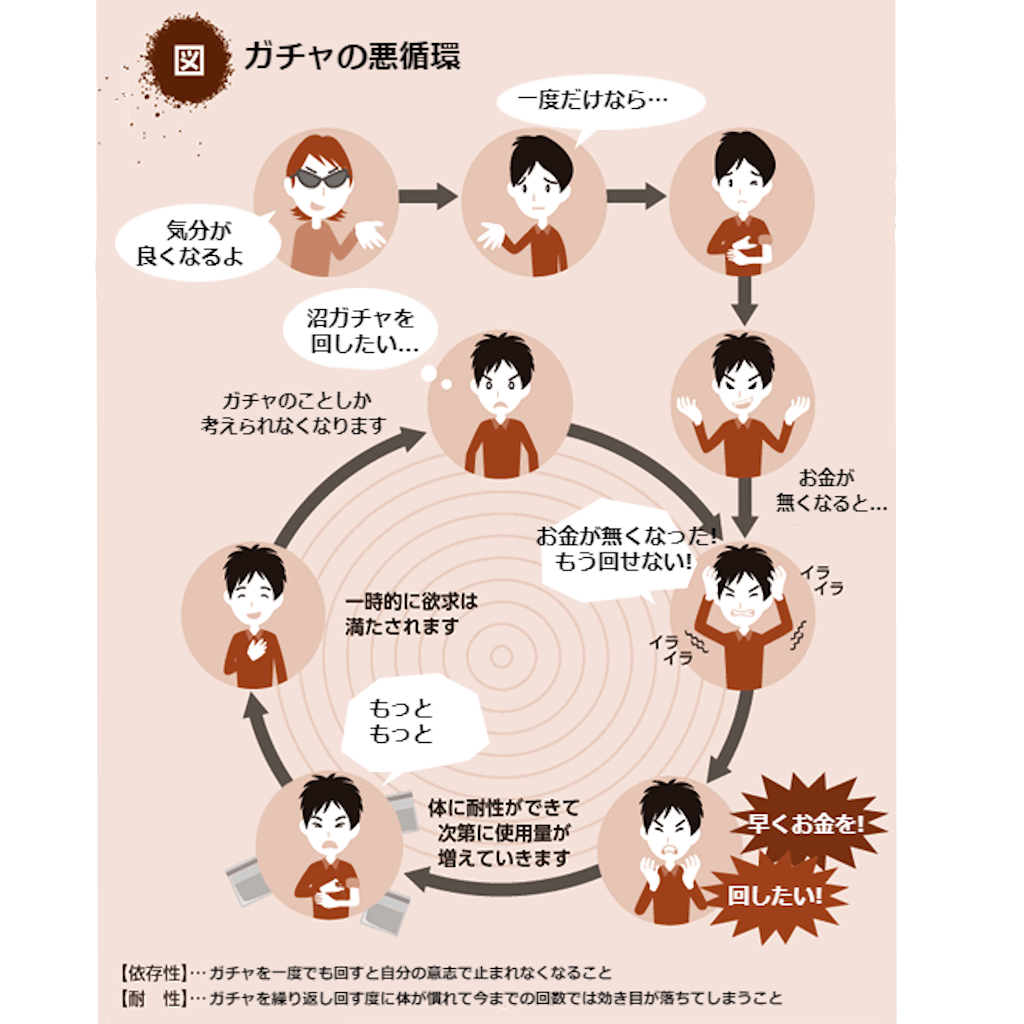 図 ガチャの悪循環
一度だけなら…
気分が
良くなるよ
沼ガチャを
回したい…
ガチャのことしか
考えられなくなります
お金が
無くなると…
お金が無くなった!
もう回せない!
イラ
イラ
イラ
イラ
一時的に欲求は
満たされます
もっと
もっと
体に耐性ができて
次第に使用量が
増えていきます
早くお金を!
回したい!
【依存性】…ガチャを一度でも回すと自分の意志で止まれなくなること
【耐　性】…ガチャを繰り返し回す度に体が慣れて今までの回数では効き目が落ちてしまうこと